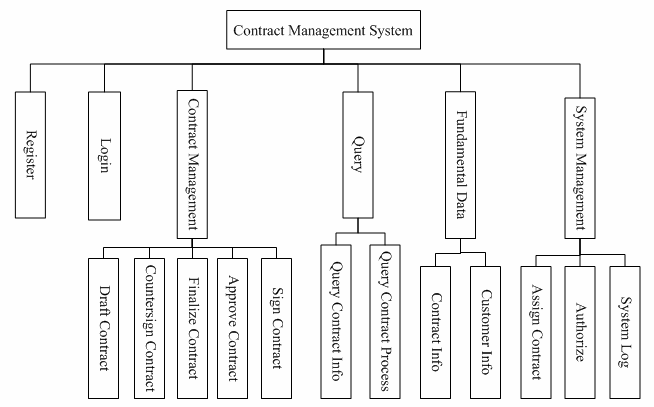 Contract Management System
Register
Login
Contract Management
Query
Fundamental Data
System Management
Draft Contract
Countersign Contract
Finalize Contract
Approve Contract
Sign Contract
Query Contract Info
Query Contract Process
Contract Info
Customer Info
Assign Contract
Authorize
System Log